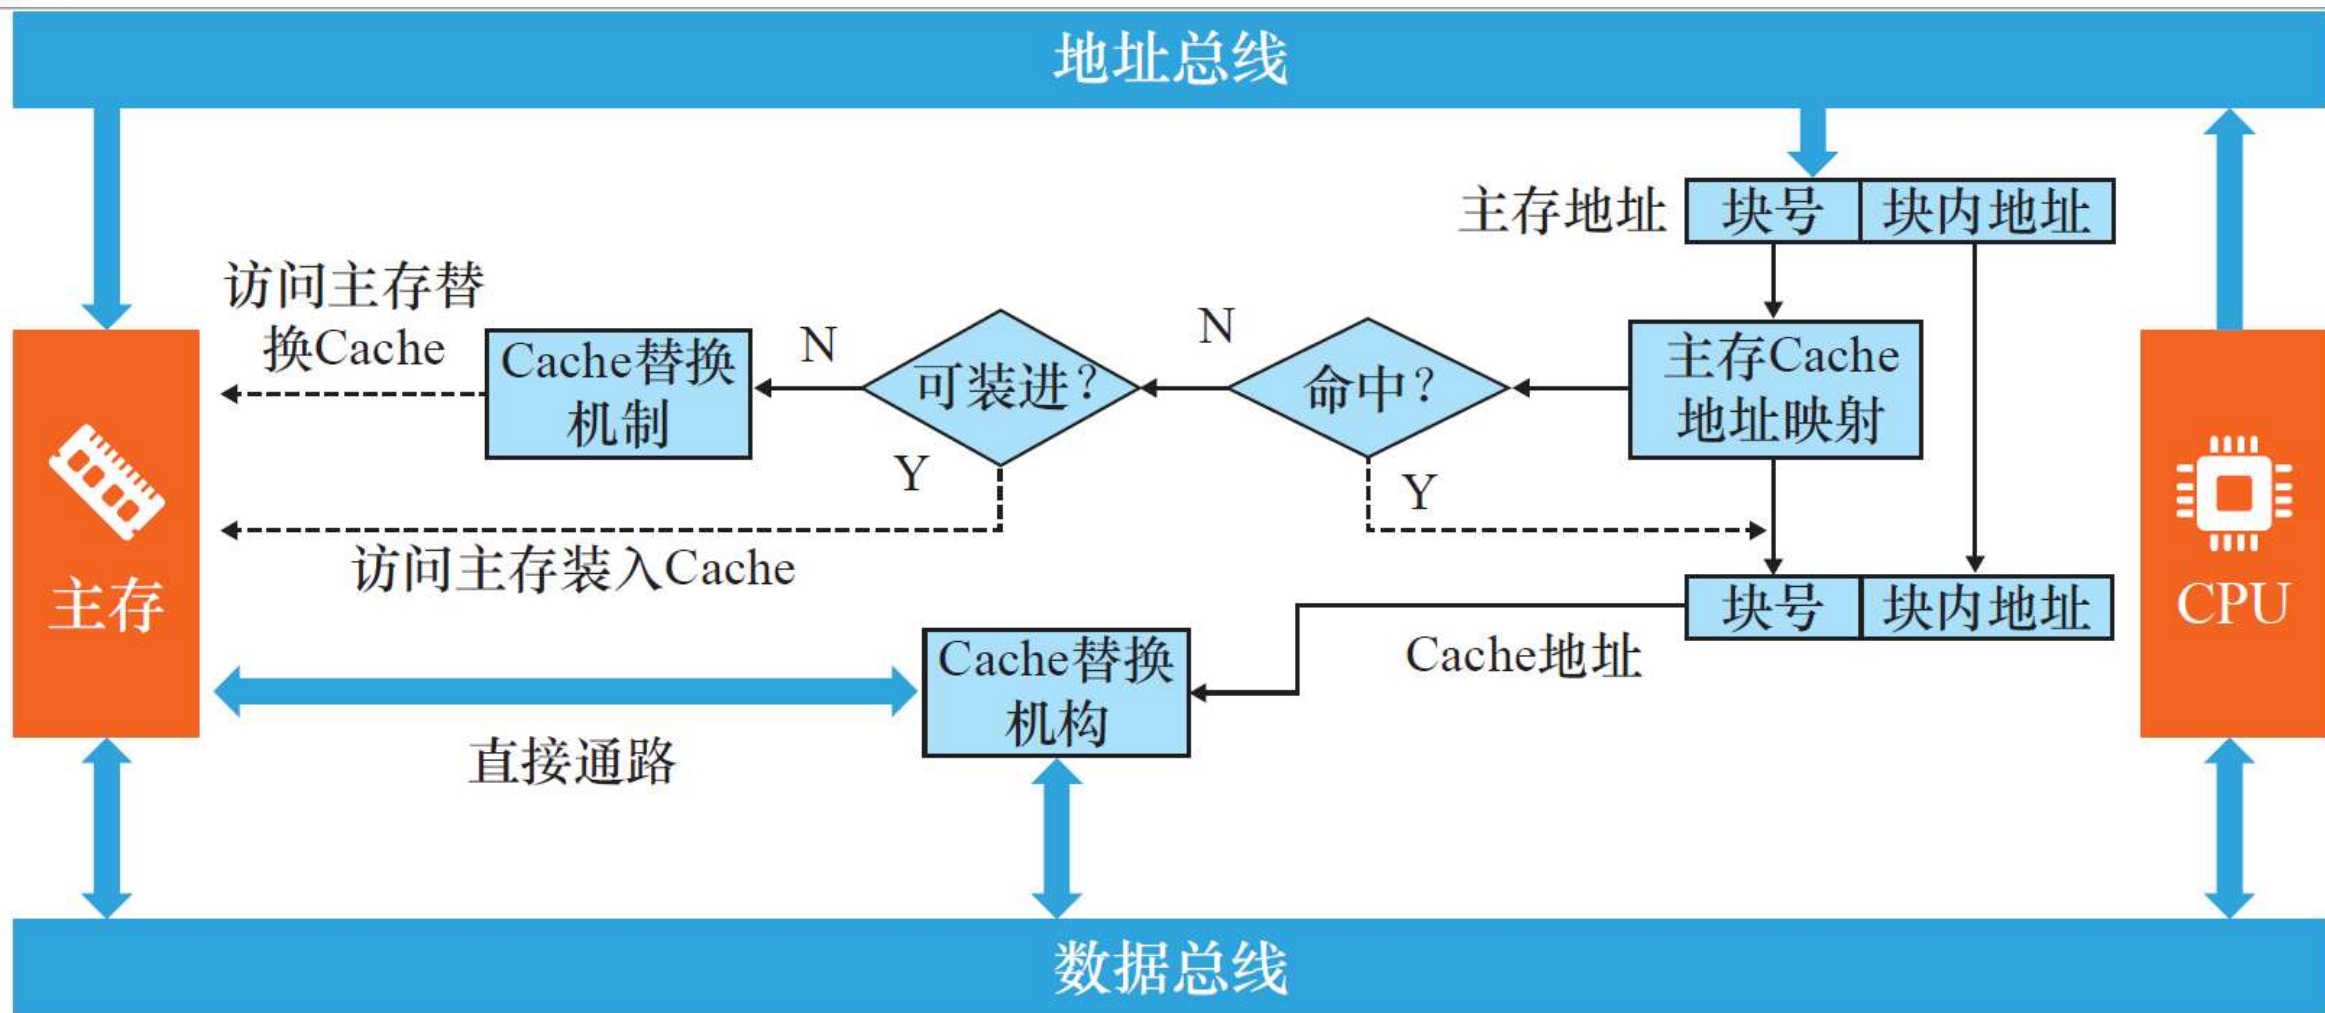 地址总线
主存地址
块号
块内地址
访问主存替
换Cache
Cache替换
机制
N
可装进?
N
命中?
主存Cache
地址映射
Y
Y
访问主存装入Cache
主存
CPU
块号
块内地址
Cache地址
Cache替换
机构
直接通路
数据总线